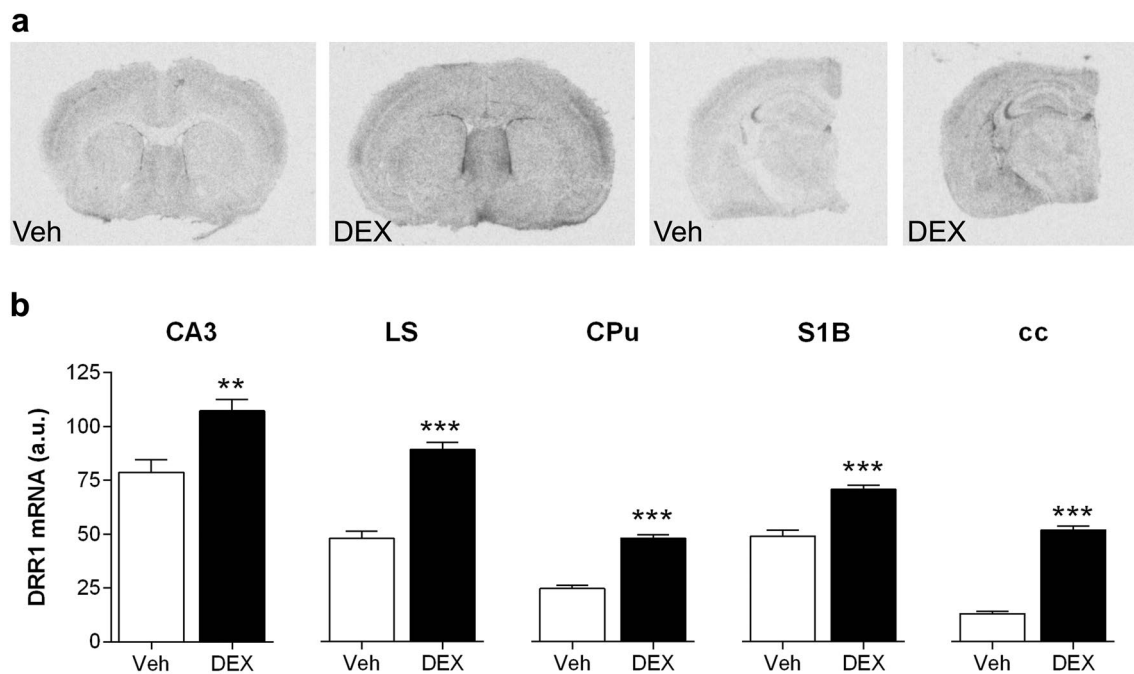 a
Veh DEX Veh DEX
b
CA3 LS CPu S1B cc
DRR1 mRNA (a.u.)
125
100
75
50
25
0
** *** *** *** ***
Veh DEX Veh DEX Veh DEX Veh DEX Veh DEX